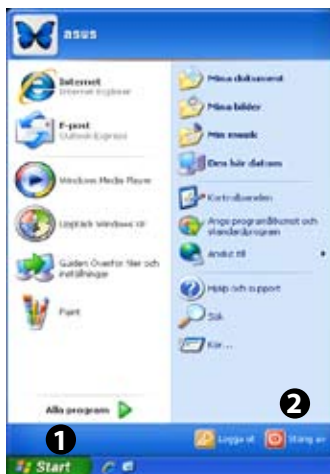 asus
Internet
Internet Explorer
E-post
Outlook Express
Windows Media Player
Upptäck Windows XP
Guiden Överför filer och
inställningar
Paint
Alla program
Mina dokument
Mina bilder
Min musik
Den här datorn
Kontrollpanelen
Ange programåtkomst och
standardprogram
Anslut till
Hjälp och support
Sök
Kör...
2
Logga ut
Stäng av
1
Start